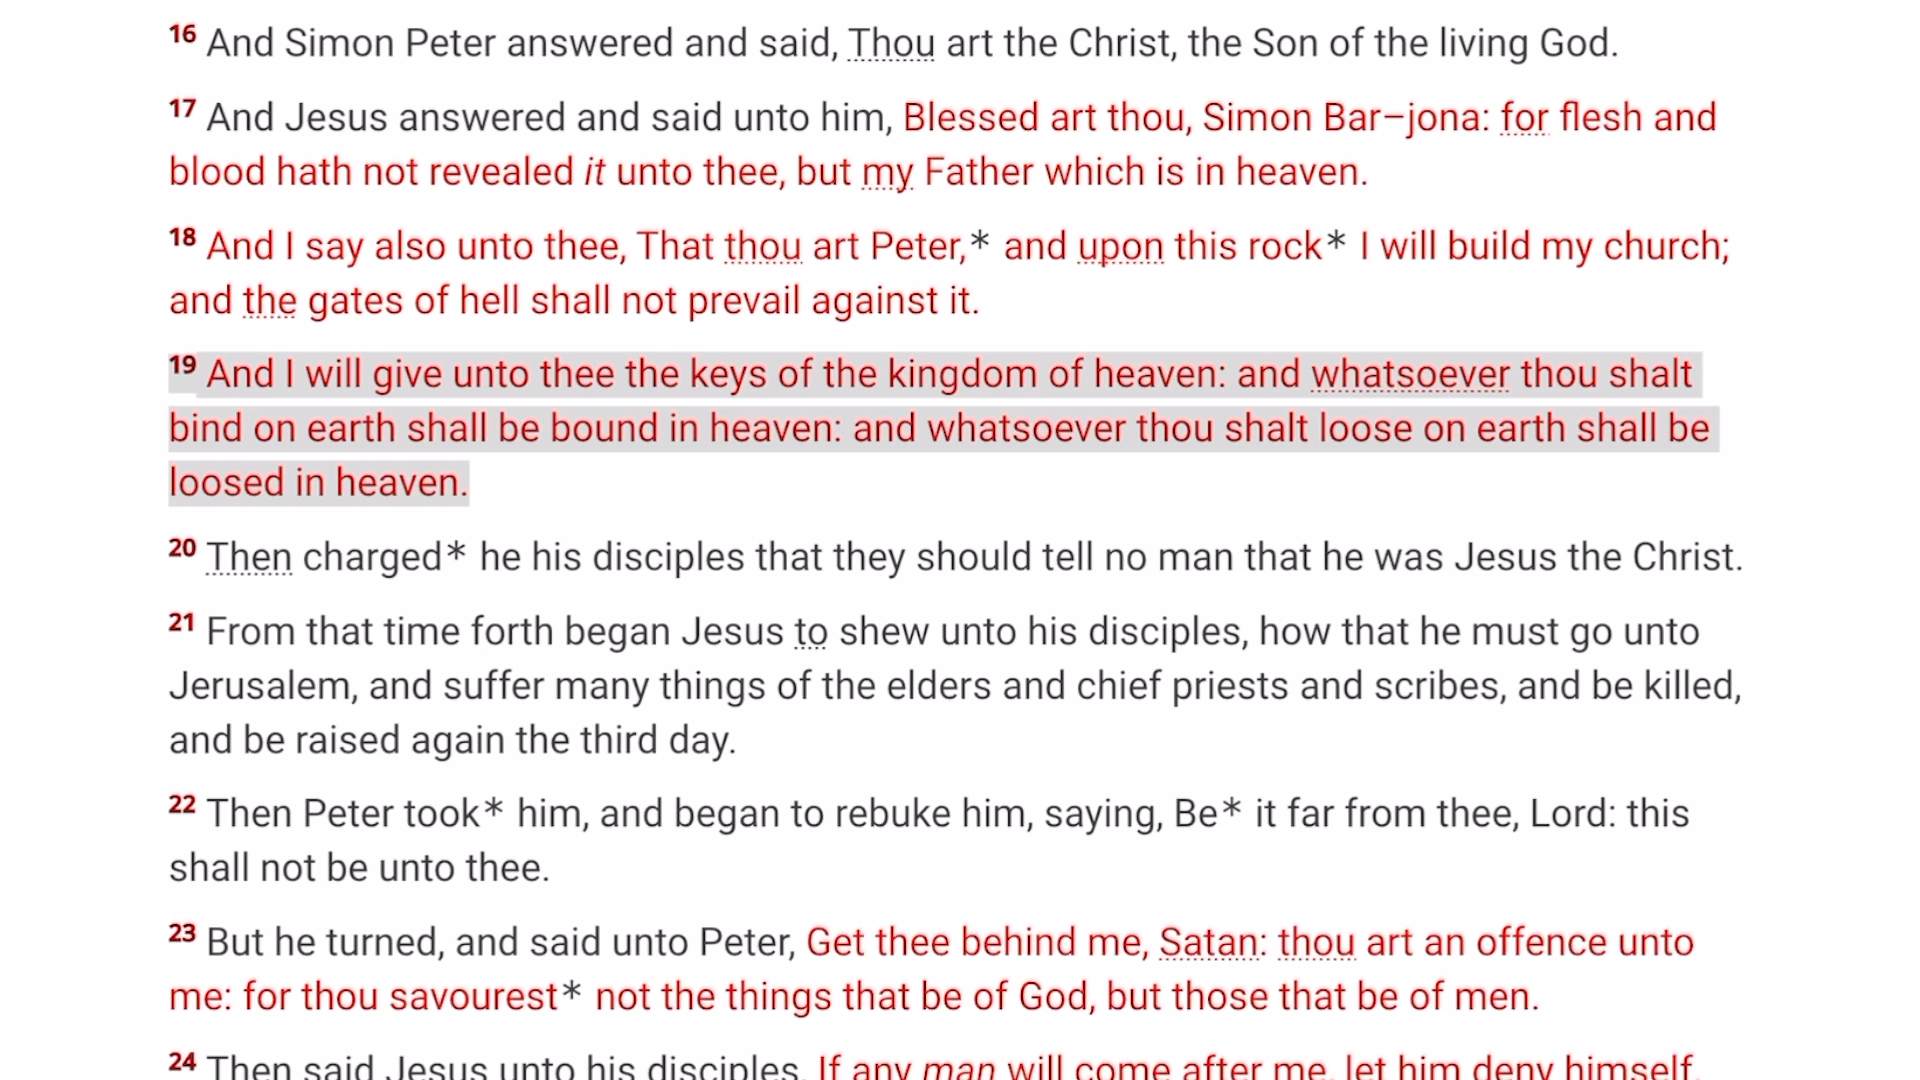 16 And Simon Peter answered and said, Thou art the Christ, the Son of the living God.
17 And Jesus answered and said unto him, Blessed art thou, Simon Bar–jona: for flesh and
blood hath not revealed it unto thee, but my Father which is in heaven.
18 And I say also unto thee, That thou art Peter,* and upon this rock* I will build my church;
and the gates of hell shall not prevail against it.
19 And I will give unto thee the keys of the kingdom of heaven: and whatsoever thou shalt
bind on earth shall be bound in heaven: and whatsoever thou shalt loose on earth shall be
loosed in heaven.
20 Then charged* he his disciples that they should tell no man that he was Jesus the Christ.
21 From that time forth began Jesus to shew unto his disciples, how that he must go unto
Jerusalem, and suffer many things of the elders and chief priests and scribes, and be killed,
and be raised again the third day.
22 Then Peter took* him, and began to rebuke him, saying, Be* it far from thee, Lord: this
shall not be unto thee.
23 But he turned, and said unto Peter, Get thee behind me, Satan: thou art an offence unto
me: for thou savourest* not the things that be of God, but those that be of men.
24 Then said Jesus unto his disciples, If any man will come after me, let him deny himself,